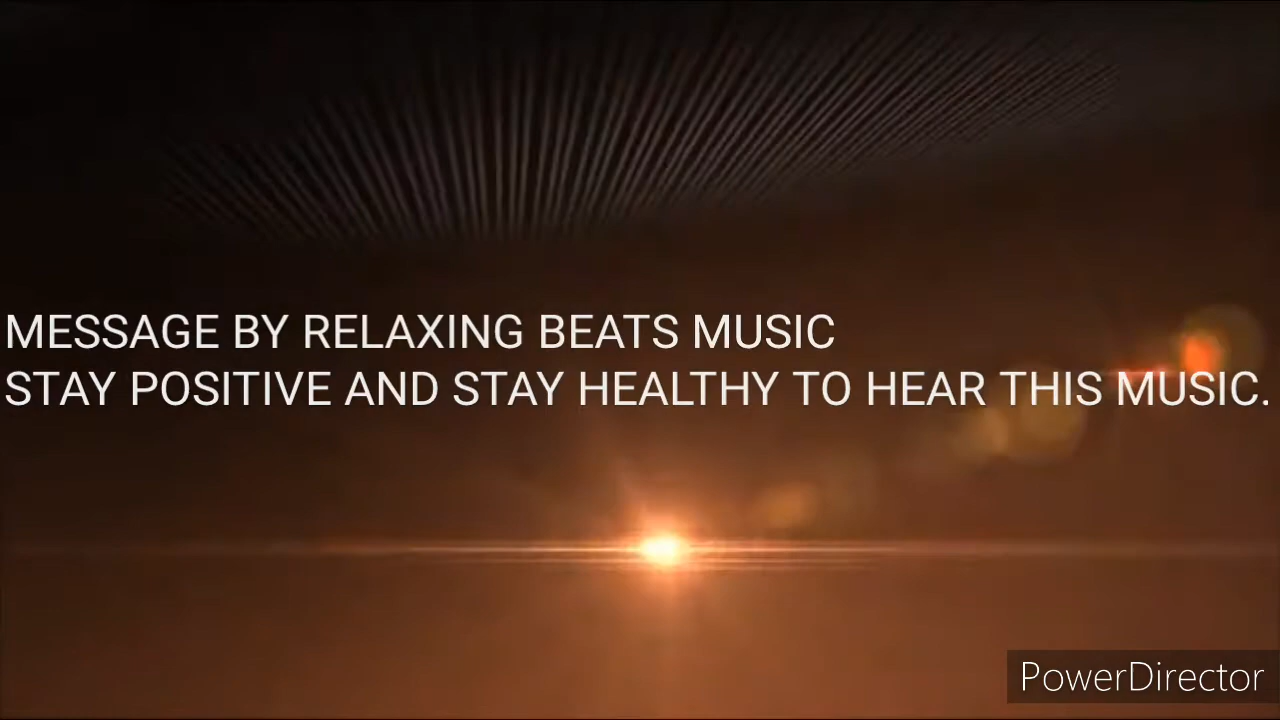 MESSAGE BY RELAXING BEATS MUSIC
STAY POSITIVE AND STAY HEALTHY TO HEAR THIS MUSIC.
PowerDirector